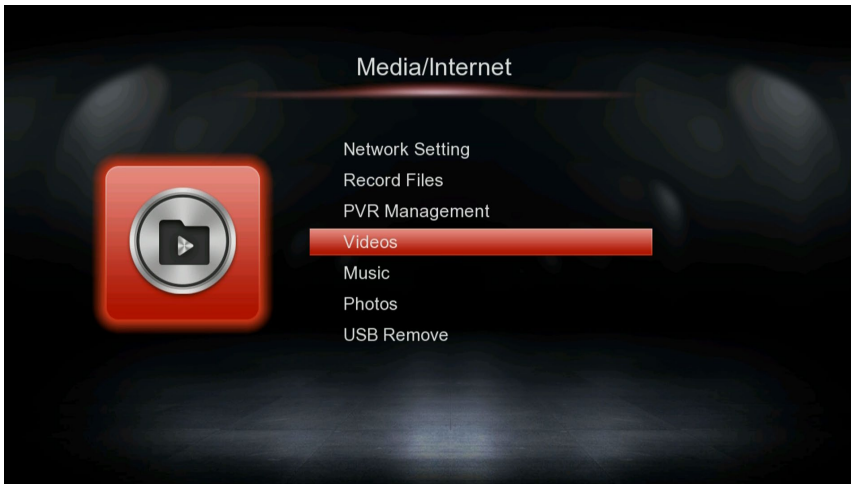 Media/Internet
Network Setting
Record Files
PVR Management
Videos
Music
Photos
USB Remove